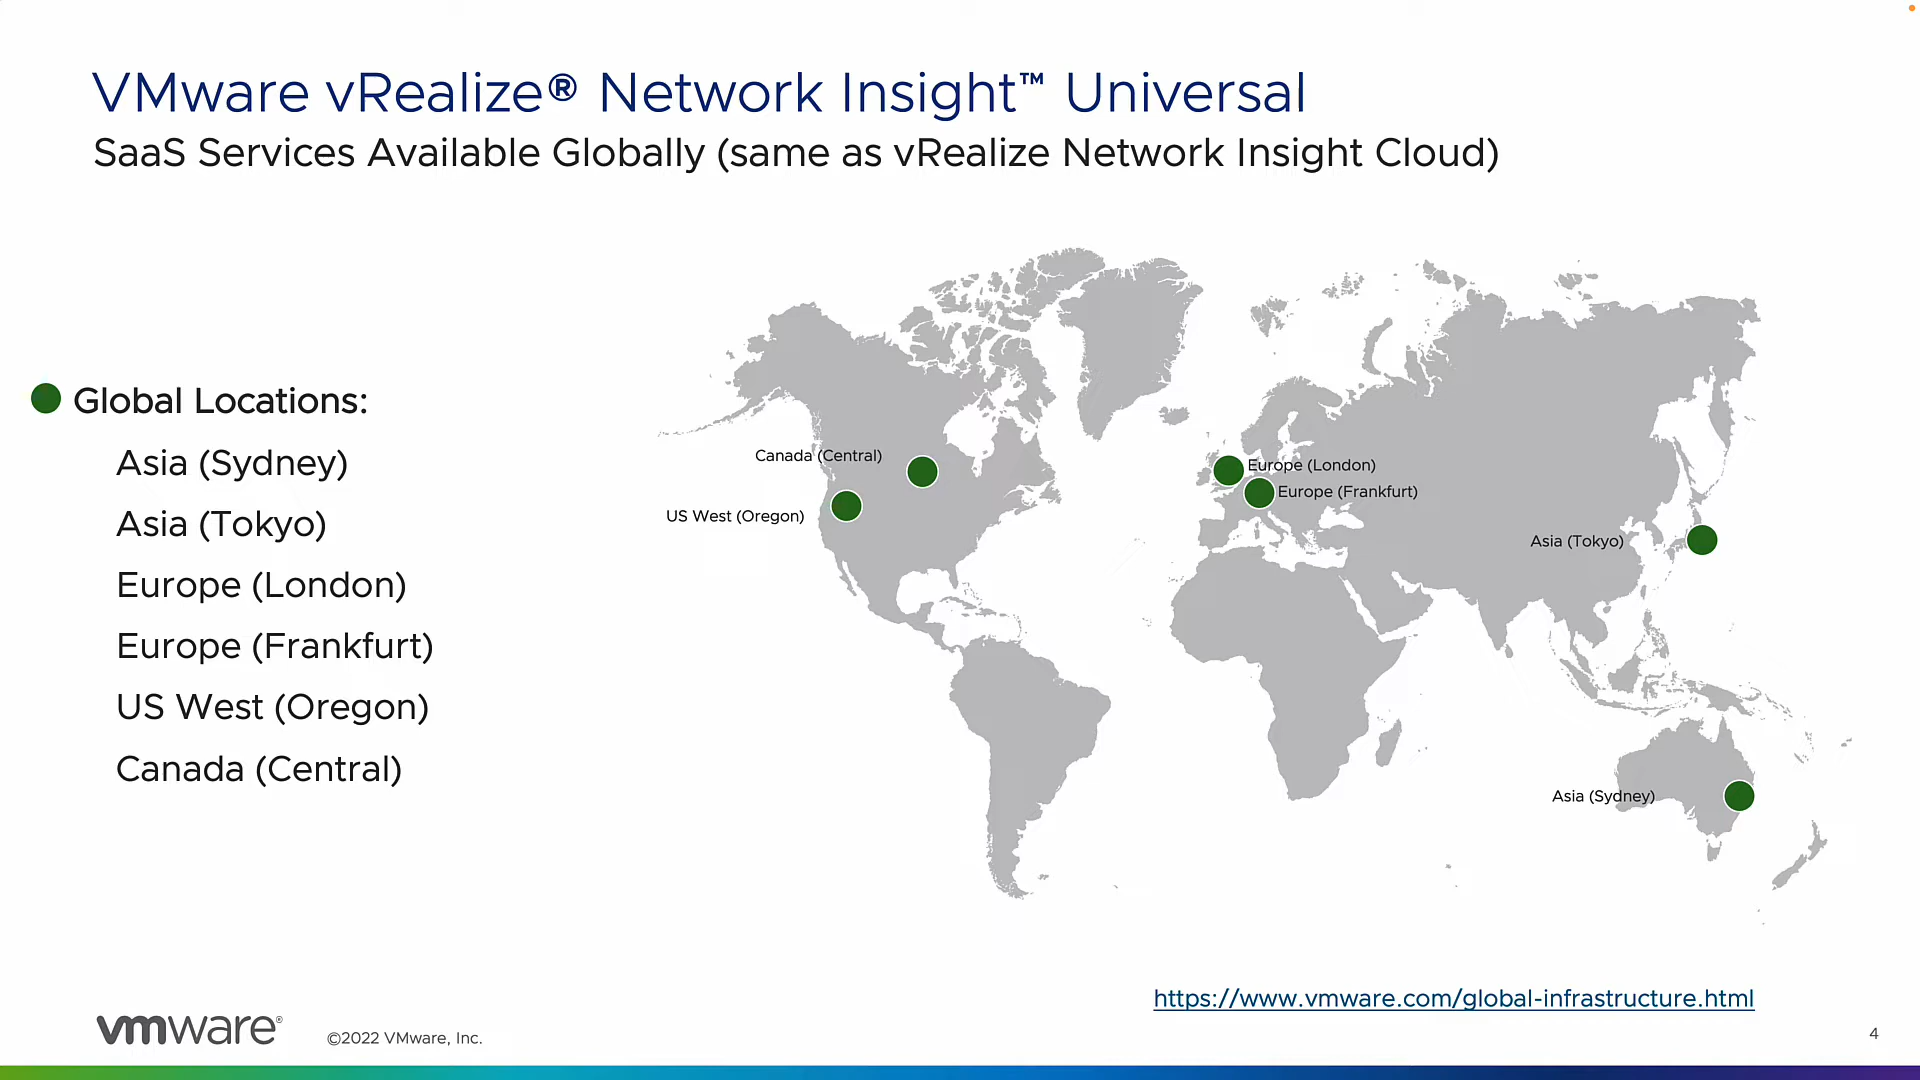 VMware vRealize® Network Insight™ Universal
SaaS Services Available Globally (same as vRealize Network Insight Cloud)
Global Locations:
Asia (Sydney)
Asia (Tokyo)
Europe (London)
Europe (Frankfurt)
US West (Oregon)
Canada (Central)
Canada (Central)
US West (Oregon)
Europe (London)
Europe (Frankfurt)
Asia (Tokyo)
Asia (Sydney)
https://www.vmware.com/global-infrastructure.html
vmware®
©2022 VMware, Inc.
4